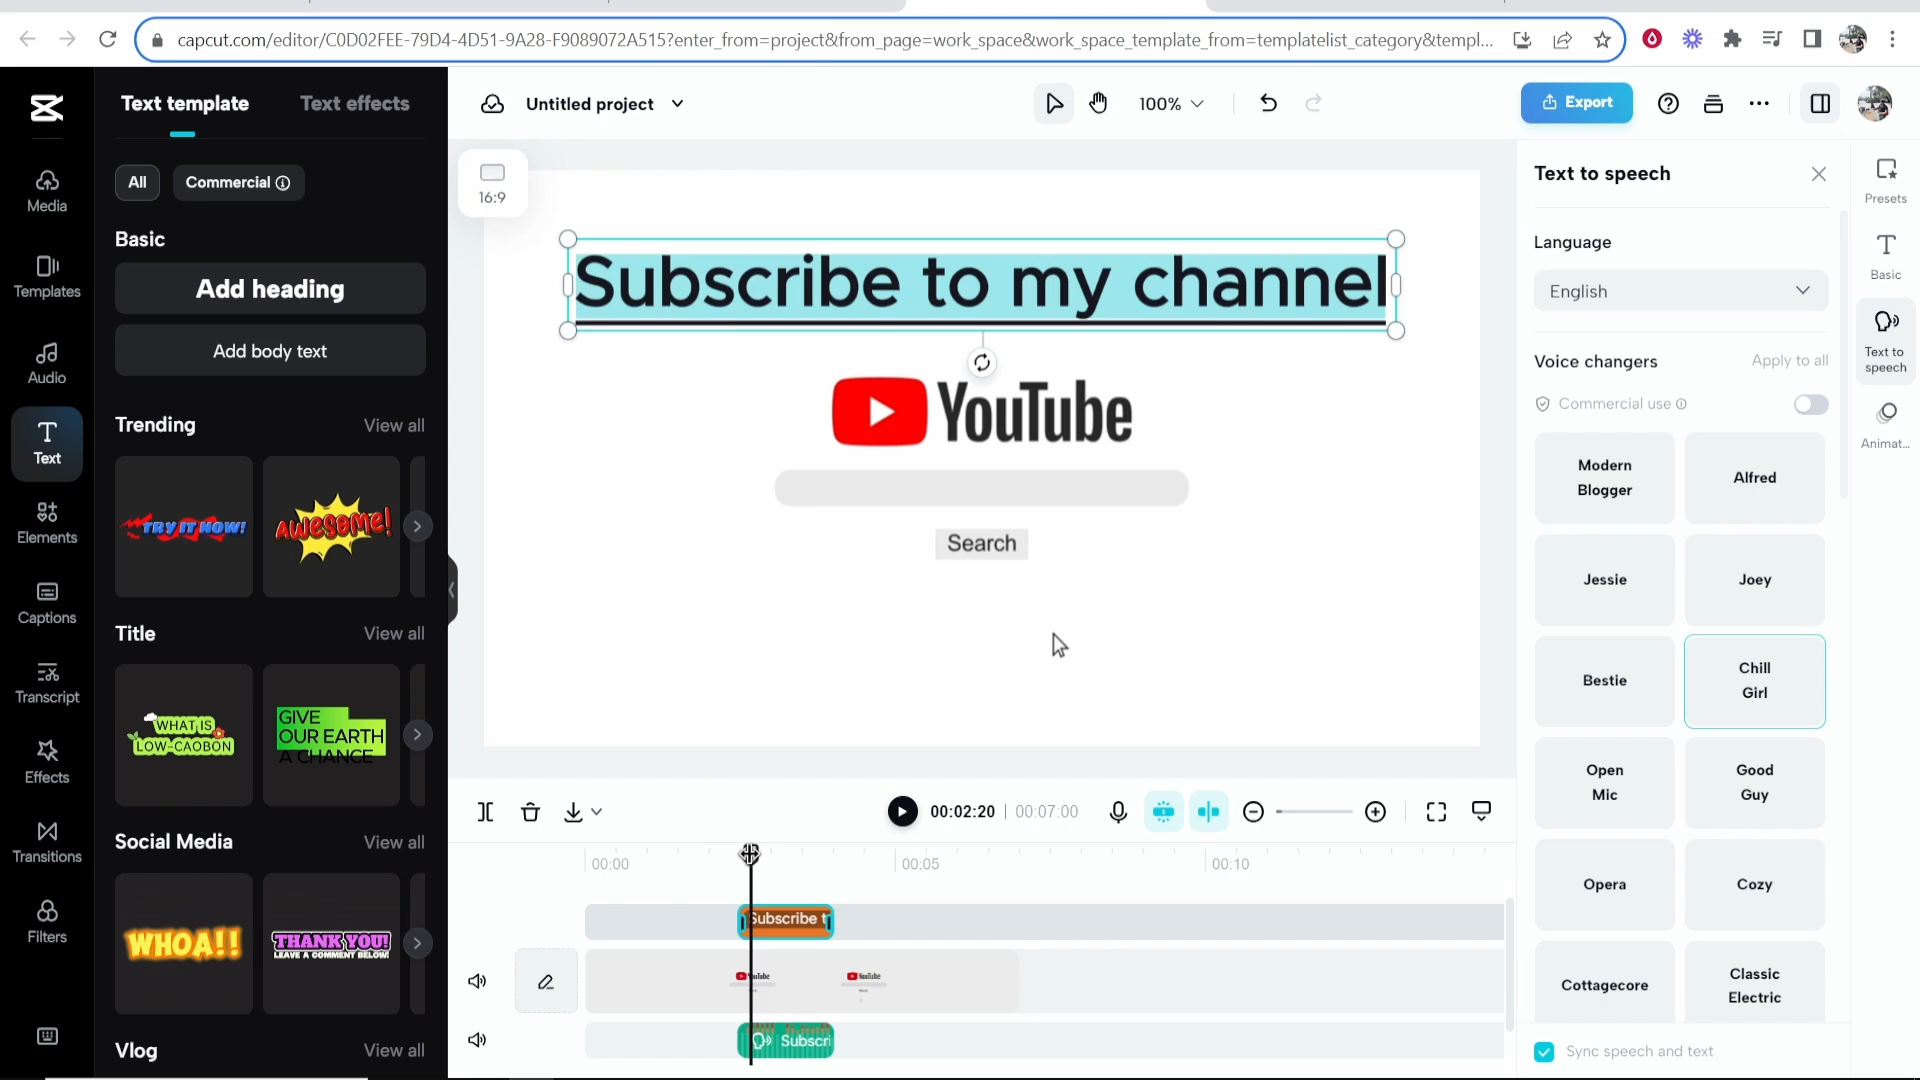 capcut.com/editor/C0D02FEE-79D4-4D51-9A28-F9089072A515?enter_from=project&from_page=work_space&work_space_template_from=templatelist_category&templ...
Text template
Text effects
Untitled project
100%
Export
All
Commercial
16:9
Text to speech
Presets
Media
Basic
Add heading
Add body text
Language
English
Basic
Templates
Subscribe to my channel
Text to
speech
Voice changers
Apply to all
Commercial use
Audio
YouTube
Animat...
Trending
View all
Text
Modern
Blogger
Alfred
TRY IT NOW!
AWESOME!
Elements
Search
Jessie
Joey
Captions
Title
View all
Bestie
Chill
Girl
Transcript
WHAT IS
LOW-CAOBON
GIVE
OUR EARTH
A CHANCE
Effects
Open
Mic
Good
Guy
00:02:20
00:07:00
Transitions
Social Media
View all
00:00
00:05
00:10
Opera
Cozy
Filters
WHOA!!
THANK YOU!
LEAVE A COMMENT BELOW!
Subscribe t
YouTube
Cottagecore
Classic
Electric
Subscri
Vlog
View all
Sync speech and text